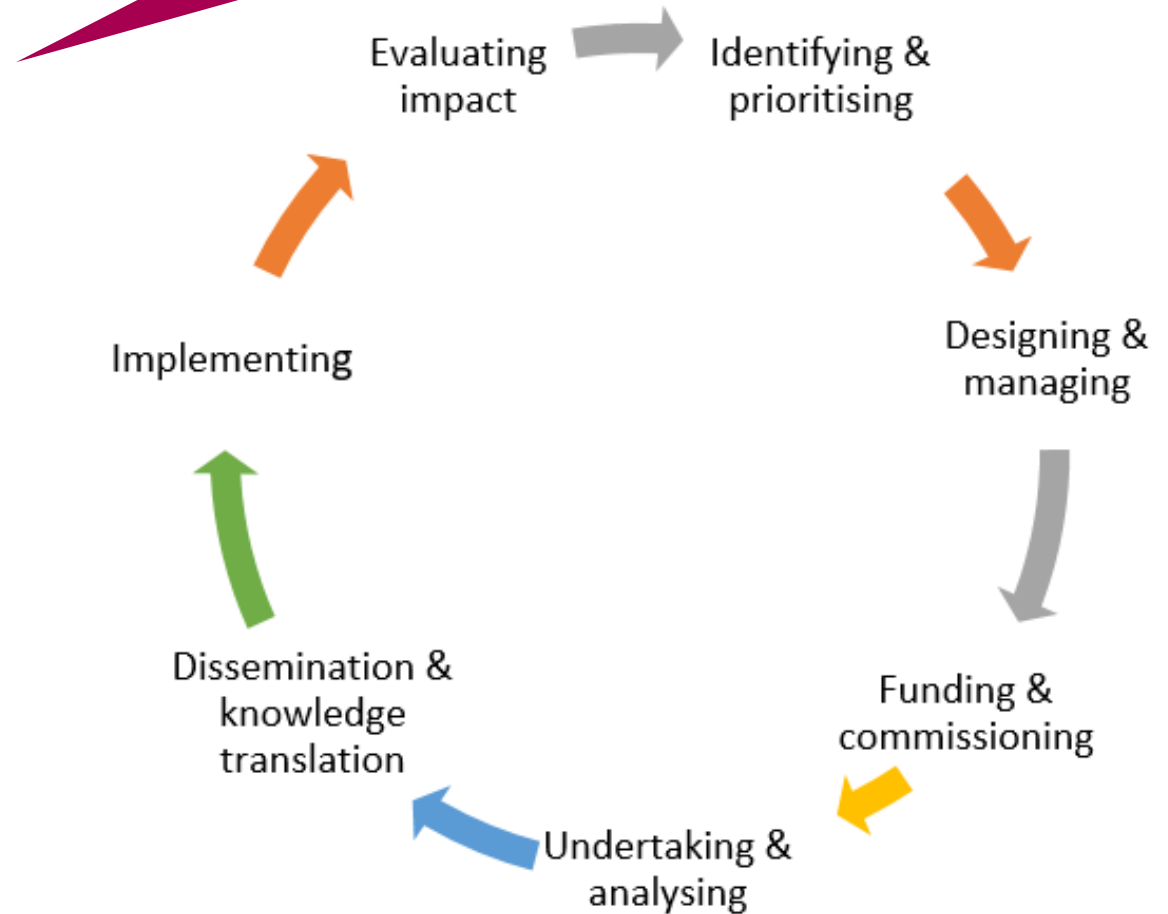 Evaluating
impact
Identifying &
prioritising
Designing &
managing
Funding &
commissioning
Undertaking &
analysing
Dissemination &
knowledge
translation
Implementing